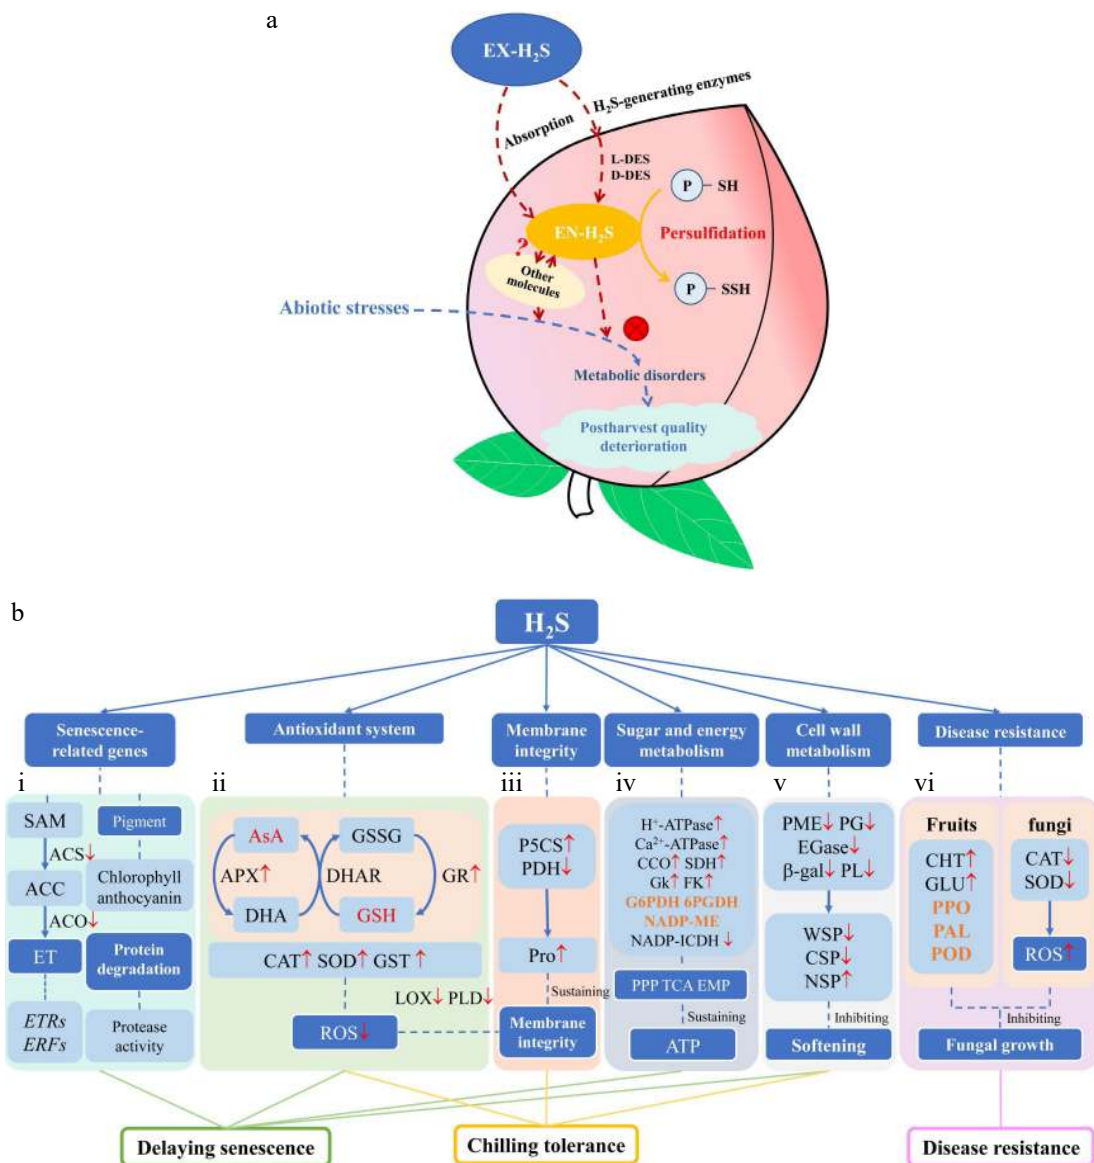 a
EX-H₂S
H₂S-generating enzymes
Absorption
L-DES
D-DES
P
SH
EN-H₂S
Persulfidation
?
Other
molecules
P
SSH
Abiotic stresses
Metabolic disorders
Postharvest quality
deterioration
b
H₂S
Senescence-
related genes
Antioxidant system
Membrane
integrity
Sugar and energy
metabolism
Cell wall
metabolism
Disease resistance
i
SAM
ACS↓
ACC
ACO↓
ET
ETRs
ERFs
Pigment
Chlorophyll
anthocyanin
Protein
degradation
Protease
activity
ii
AsA
GSSG
APX↑
DHAR
GR↑
DHA
GSH
CAT↑ SOD↑ GST↑
LOX↓ PLD↓
ROS↓
iii
P5CS↑
PDH↓
Pro↑
Sustaining
Membrane
integrity
iv
H⁺-ATPase↑
Ca²⁺-ATPase↑
CCO↑ SDH↑
Gk↑ FK↑
G6PDH 6PGDH
NADP-ME
NADP-ICDH↓
PPP TCA EMP
Sustaining
ATP
v
PME↓ PG↓
EGase↓
β-gal↓ PL↓
WSP↓
CSP↓
NSP↑
Inhibiting
Softening
vi
Fruits
CHT↑
GLU↑
PPO
PAL
POD
fungi
CAT↓
SOD↓
ROS↑
Inhibiting
Fungal growth
Delaying senescence
Chilling tolerance
Disease resistance